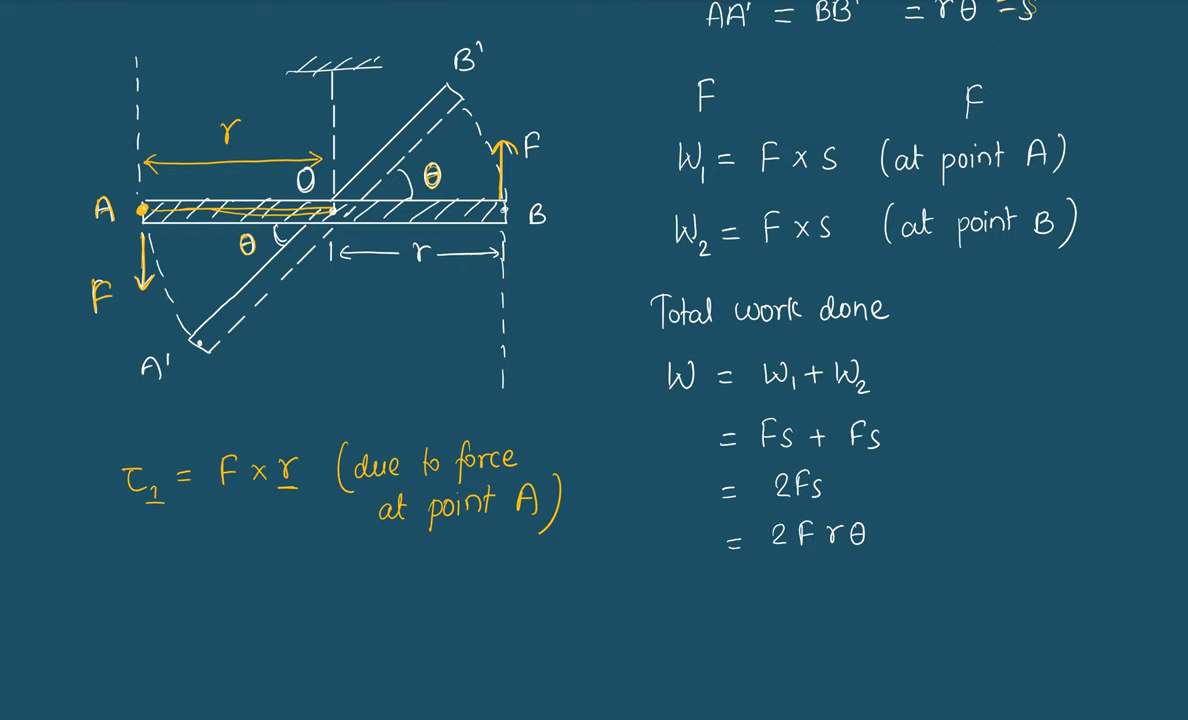 AA' = BB' = rθ = s
B'
r
O
θ
F
A
B
θ
r
F
A'
F F
W₁ = F × s (at point A)
W₂ = F × s (at point B)
Total work done
W = W₁ + W₂
= Fs + Fs
= 2Fs
= 2 F r θ
τ₁ = F × r (due to force
at point A)